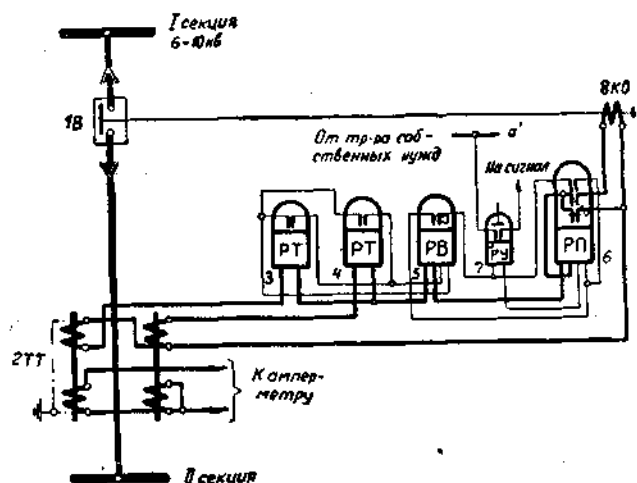 I секция
6-10кв
1В
8КО
От тр-ра соб-
ственных нужд
а'
На сигнал
РТ
РТ
РВ
РУ
РП
3
4
5
7
6
2ТТ
К ампер-
метру
II секция